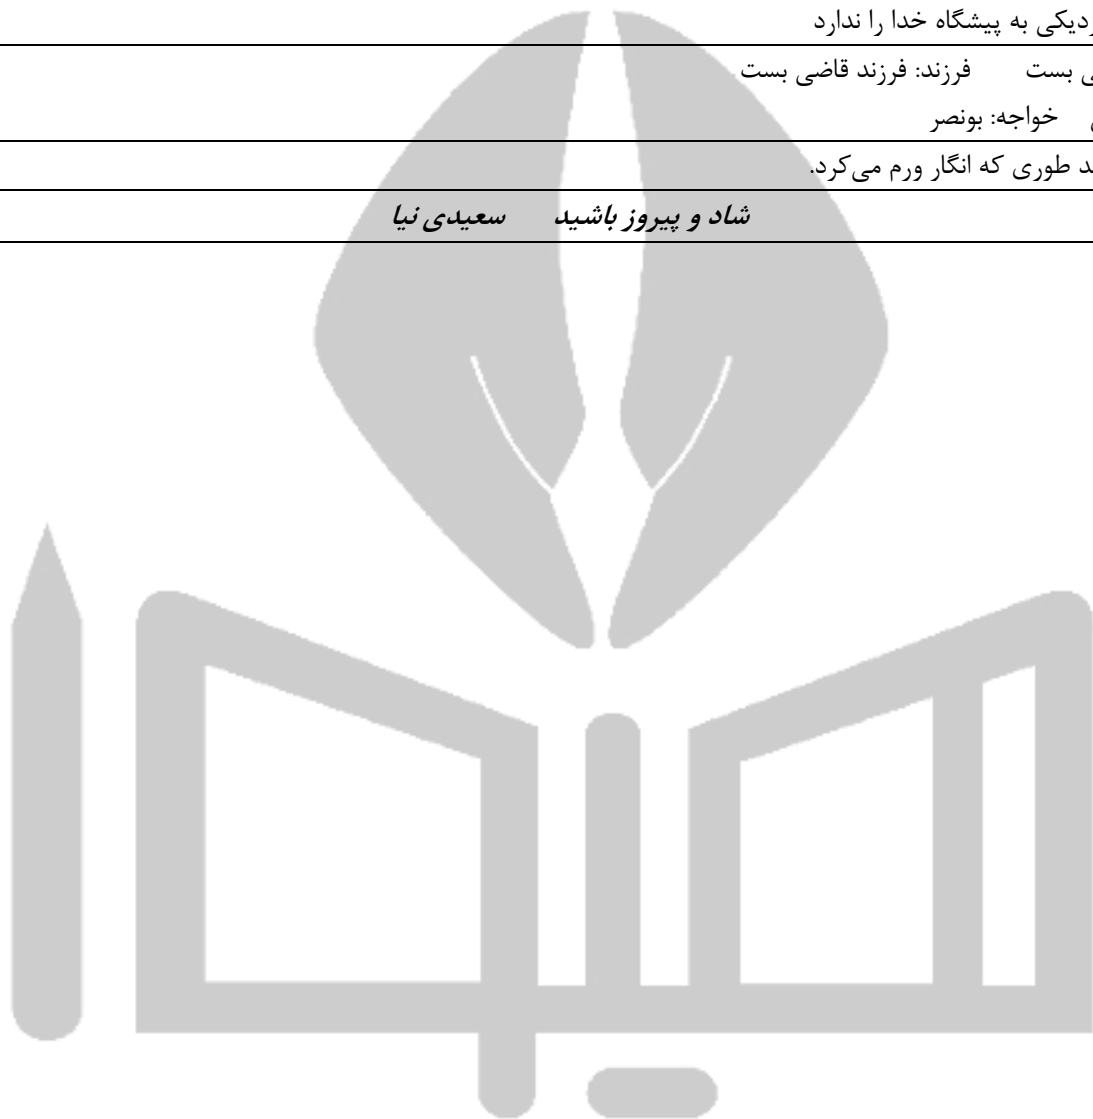 به پیشگاه خدا را ندارد
بست فرزند: فرزند قاضی بست
خواجه: بونصر
طوری که انگار ورم می‌کرد.
شاد و پیروز باشید سعیدی نیا